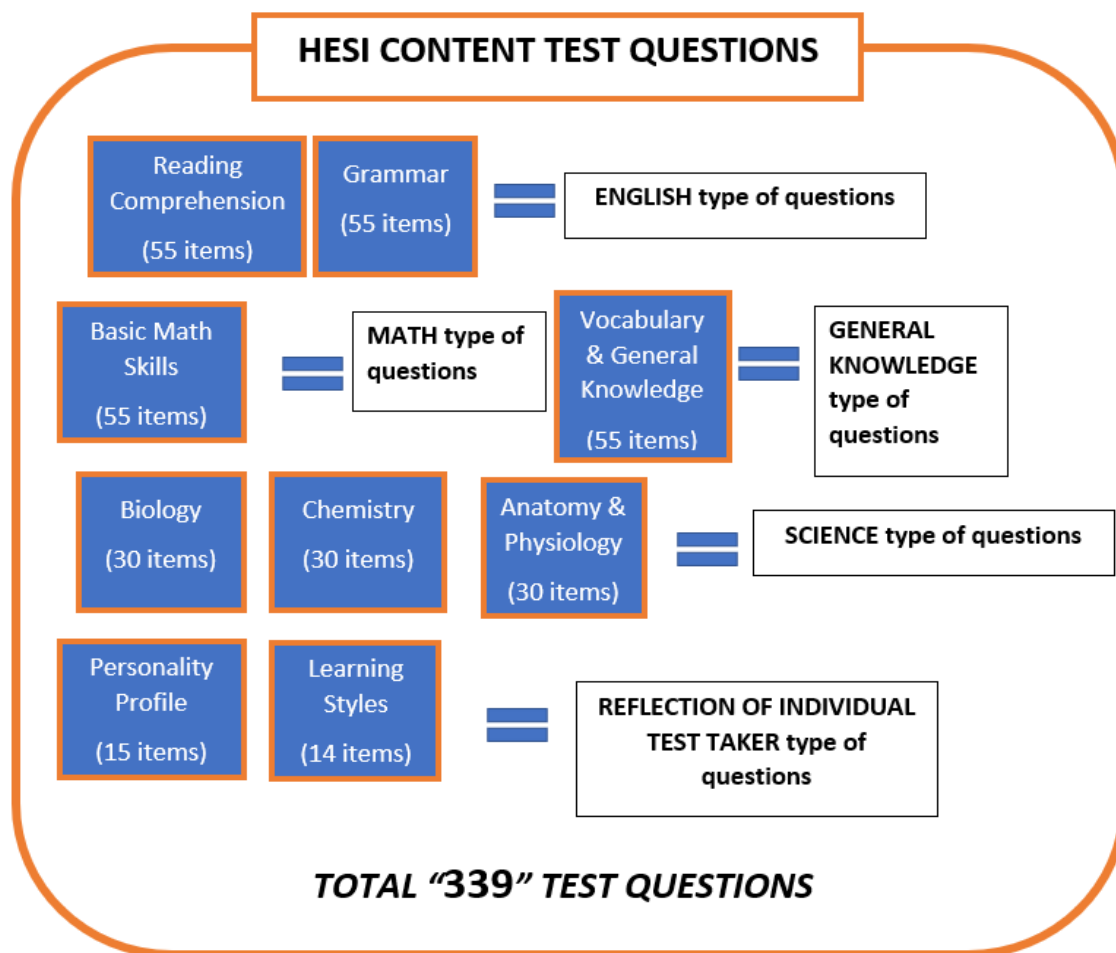 HESI CONTENT TEST QUESTIONS
Reading
Comprehension
(55 items)
Grammar
(55 items)
ENGLISH type of questions
Basic Math
Skills
(55 items)
MATH type of
questions
Vocabulary
& General
Knowledge
(55 items)
GENERAL
KNOWLEDGE
type of
questions
Biology
(30 items)
Chemistry
(30 items)
Anatomy &
Physiology
(30 items)
SCIENCE type of questions
Personality
Profile
(15 items)
Learning
Styles
(14 items)
REFLECTION OF INDIVIDUAL
TEST TAKER type of
questions
TOTAL “339” TEST QUESTIONS